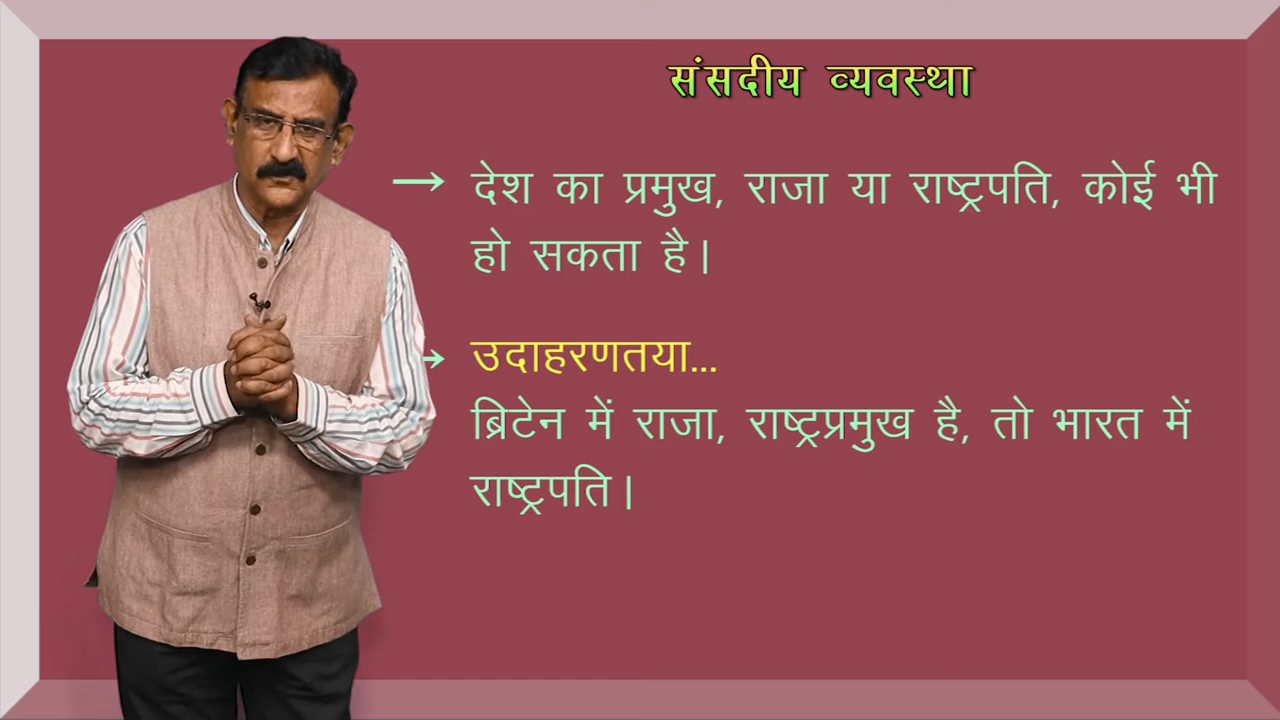 संसदीय व्यवस्था
→ देश का प्रमुख, राजा या राष्ट्रपति, कोई भी
हो सकता है।
→ उदाहरणतया...
ब्रिटेन में राजा, राष्ट्रप्रमुख है, तो भारत में
राष्ट्रपति।